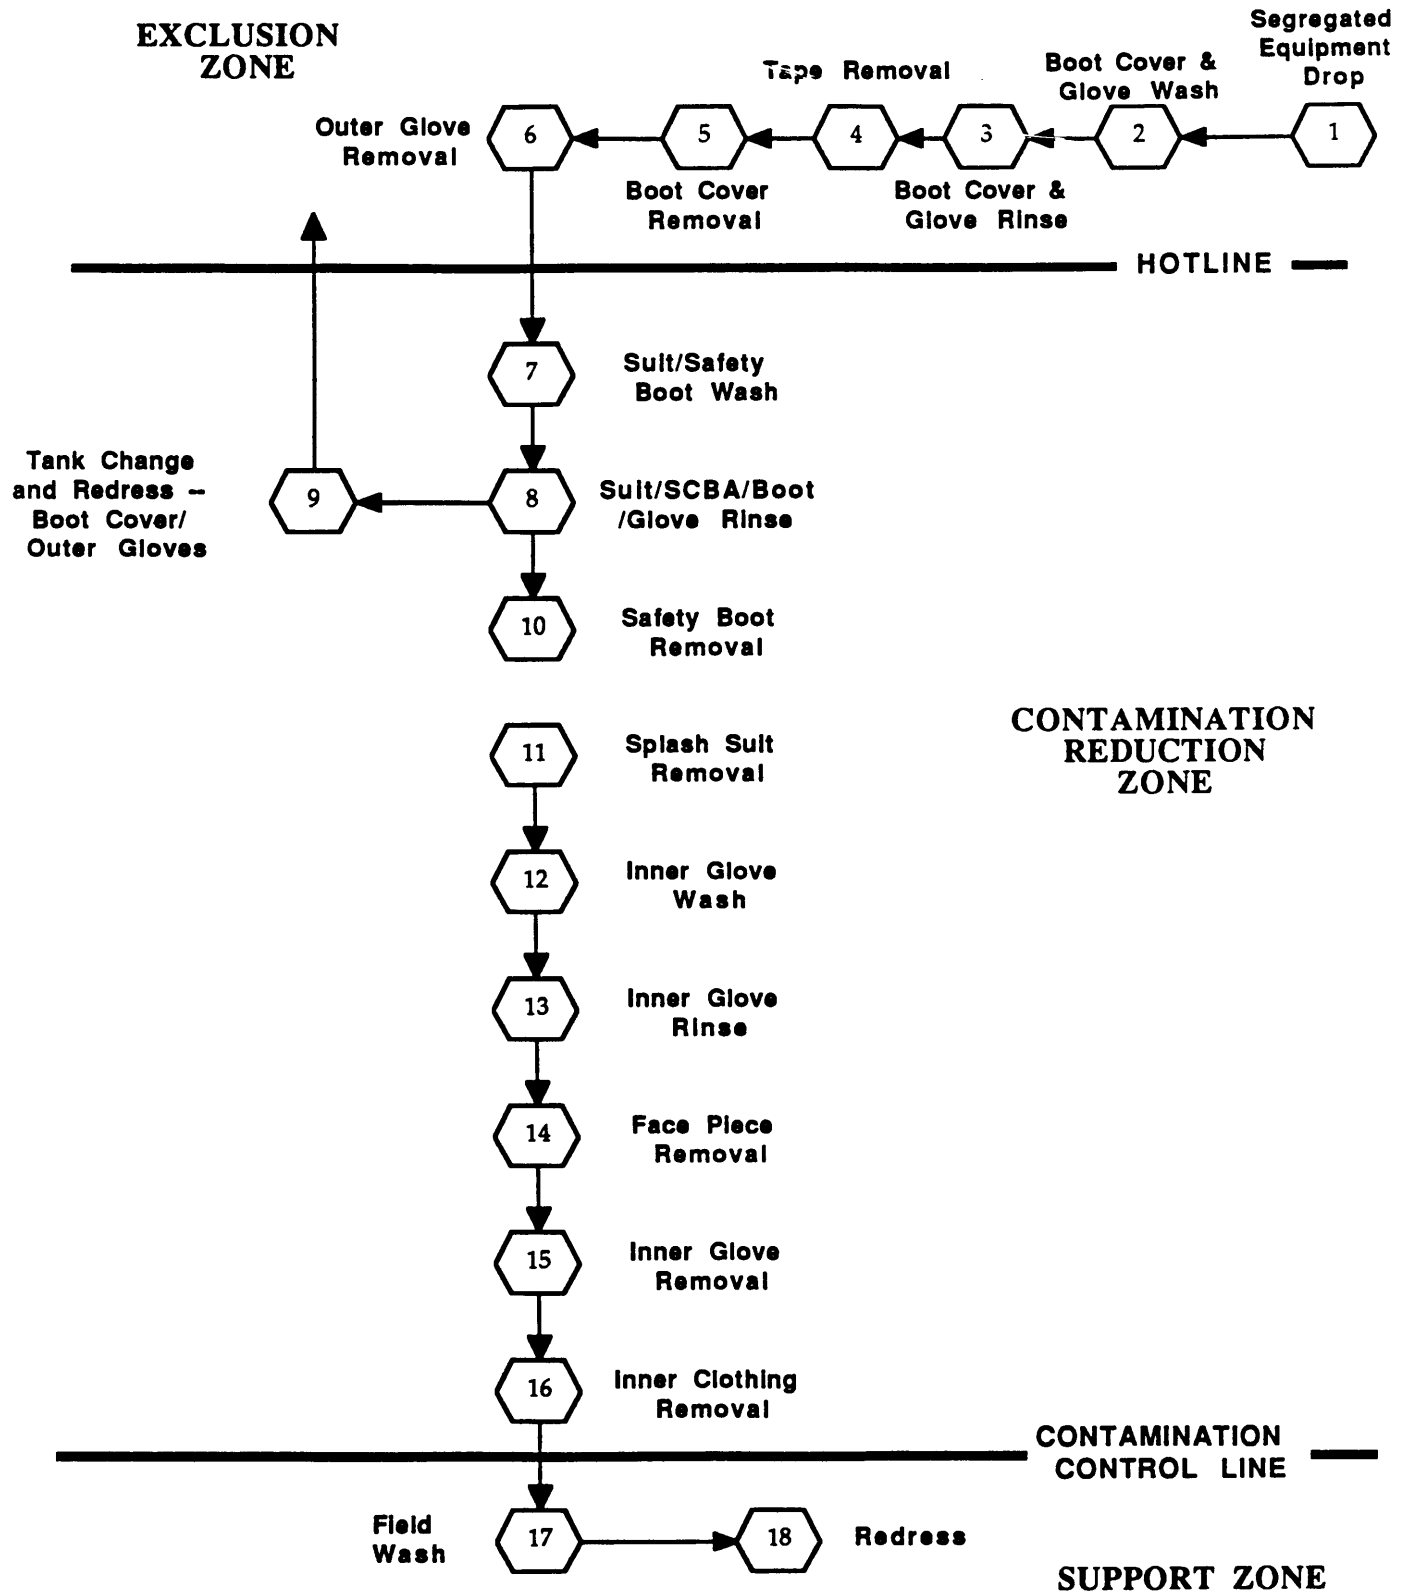 EXCLUSION
ZONE
Segregated
Equipment
Drop
Boot Cover &
Glove Wash
Tape Removal
Outer Glove
Removal
6
5
4
3
2
1
Boot Cover
Removal
Boot Cover &
Glove Rinse
HOTLINE
7
Suit/Safety
Boot Wash
Tank Change
and Redress –
Boot Cover/
Outer Gloves
9
8
Suit/SCBA/Boot
/Glove Rinse
10
Safety Boot
Removal
CONTAMINATION
REDUCTION
ZONE
11
Splash Suit
Removal
12
Inner Glove
Wash
13
Inner Glove
Rinse
14
Face Piece
Removal
15
Inner Glove
Removal
16
Inner Clothing
Removal
CONTAMINATION
CONTROL LINE
Field
Wash
17
18
Redress
SUPPORT ZONE